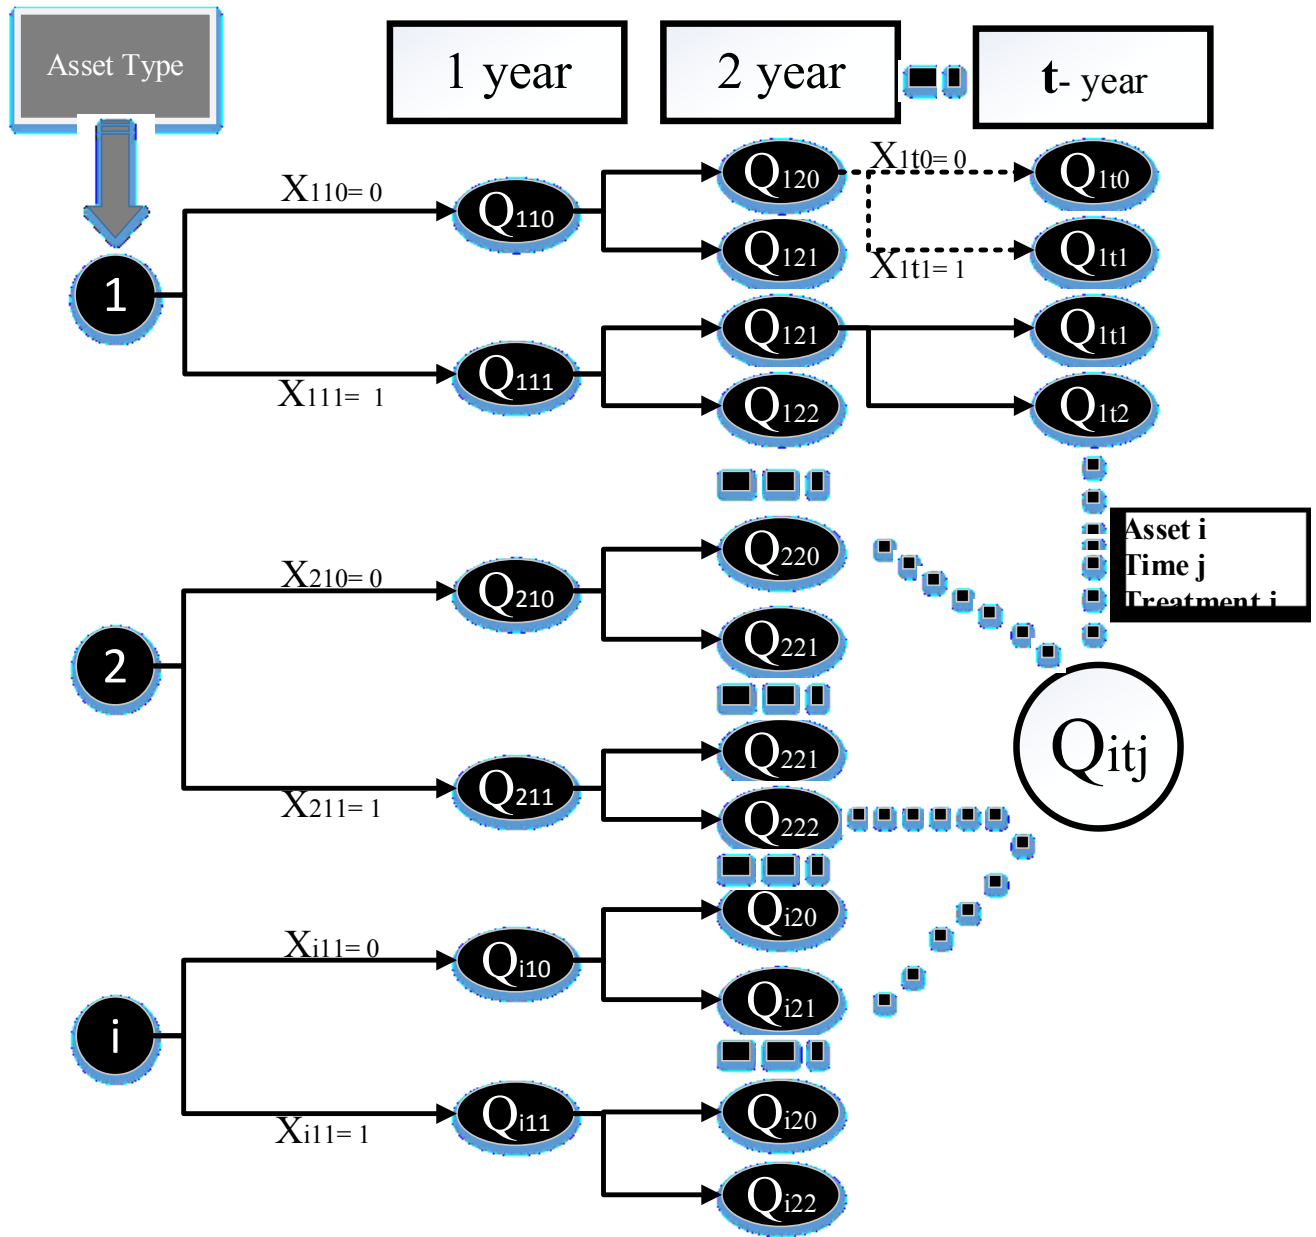 Asset Type
1 year
2 year
t- year
X110= 0
Q110
Q120
X1t0= 0
Q1t0
Q121
X1t1= 1
Q1t1
1
X111= 1
Q111
Q121
Q1t1
Q122
Q1t2
Asset i
Time j
Treatment j
X210= 0
Q210
Q220
Q221
2
Qitj
X211= 1
Q211
Q221
Q222
Xi11= 0
Qi10
Qi20
Qi21
i
Xi11= 1
Qi11
Qi20
Qi22